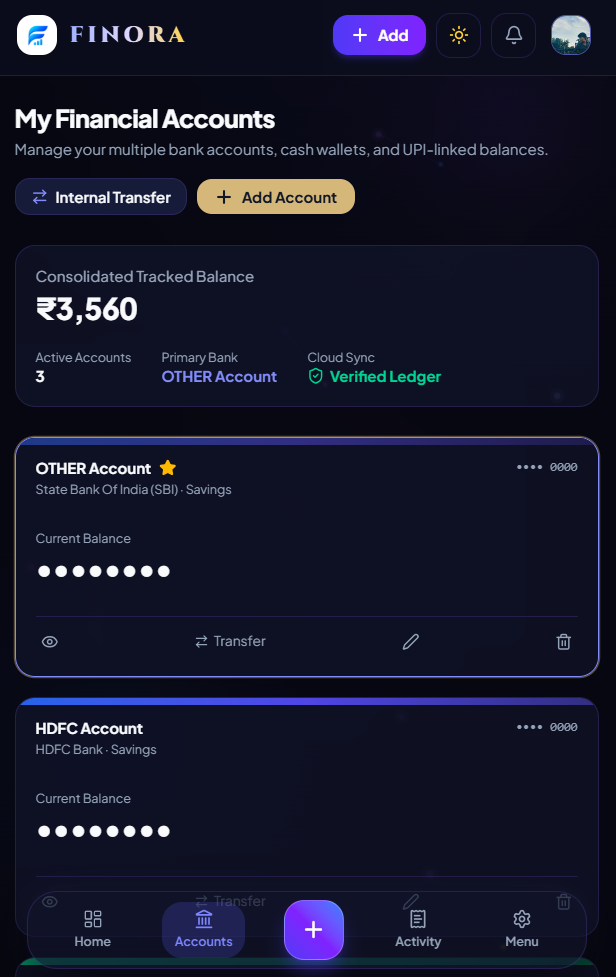 FINORA
Add
My Financial Accounts
Manage your multiple bank accounts, cash wallets, and UPI-linked balances.
Internal Transfer
Add Account
Consolidated Tracked Balance
₹3,560
Active Accounts
3
Primary Bank
OTHER Account
Cloud Sync
Verified Ledger
OTHER Account
•••• 0000
State Bank Of India (SBI) · Savings
Current Balance
●●●●●●●●
Transfer
HDFC Account
•••• 0000
HDFC Bank · Savings
Current Balance
●●●●●●●●
Transfer
Home
Accounts
Activity
Menu